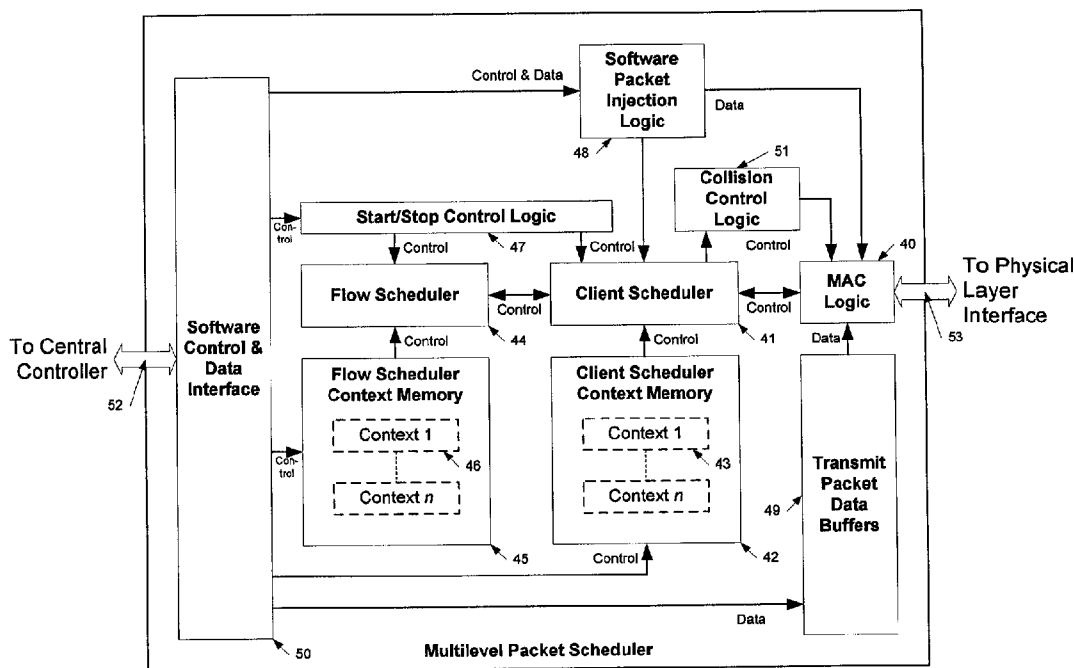 Software
Packet
Injection
Logic
Control & Data
Data
48
51
Collision
Control
Logic
Start/Stop Control Logic
Con-
trol
47
Control
Control
Control
40
Flow Scheduler
Control
Client Scheduler
Control
MAC
Logic
To Physical
Layer
Interface
53
44
Control
41
Control
Data
Software
Control &
Data
Interface
To Central
Controller
52
Flow Scheduler
Context Memory
Context 1
46
Context n
Con-
trol
45
Client Scheduler
Context Memory
Context 1
43
Context n
Control
42
49
Transmit
Packet
Data
Buffers
Data
50
Multilevel Packet Scheduler